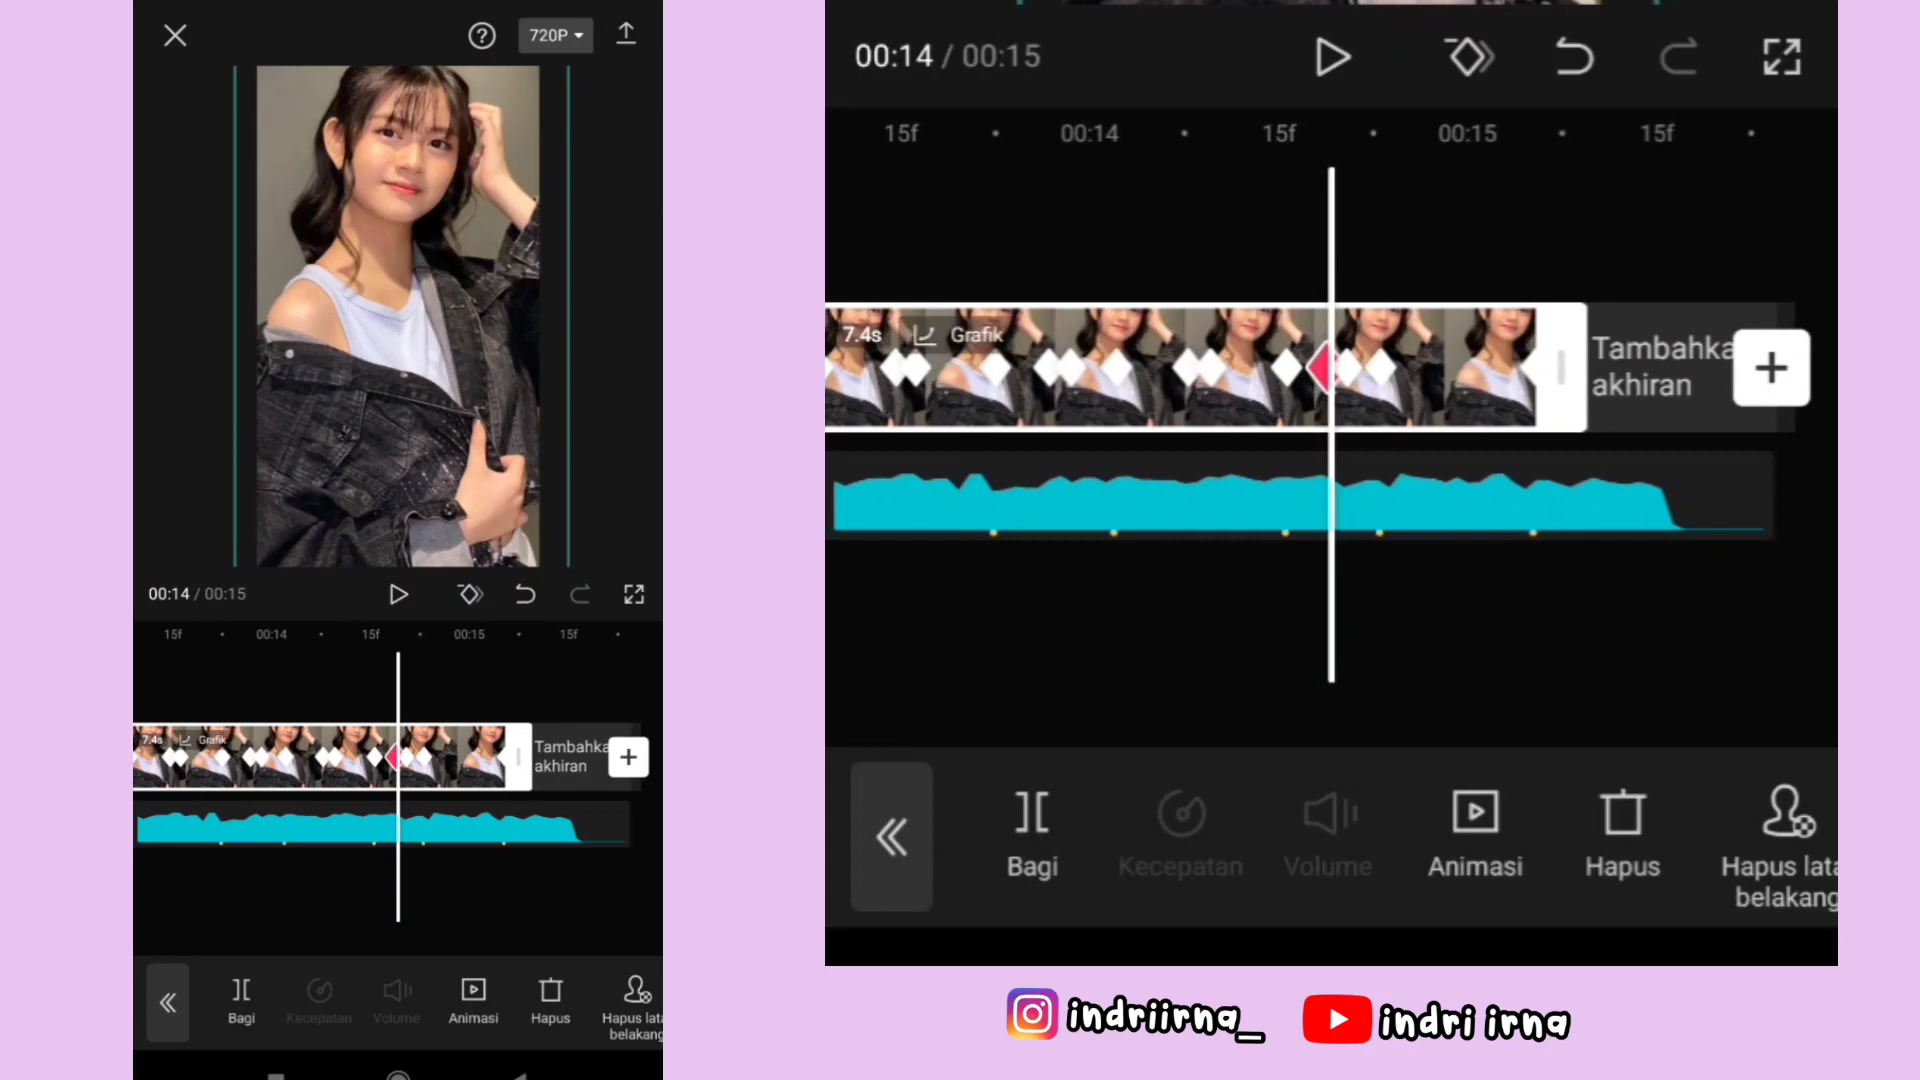 720P
00:14 / 00:15
15f 00:14 15f 00:15 15f
7.4s Grafik
Tambahka
akhiran
Bagi Kecepatan Volume Animasi Hapus Hapus lata
belakang
00:14 / 00:15
15f 00:14 15f 00:15 15f
7.4s Grafik
Tambahka
akhiran
Bagi Kecepatan Volume Animasi Hapus Hapus lata
belakang
indriirna_ indri irna